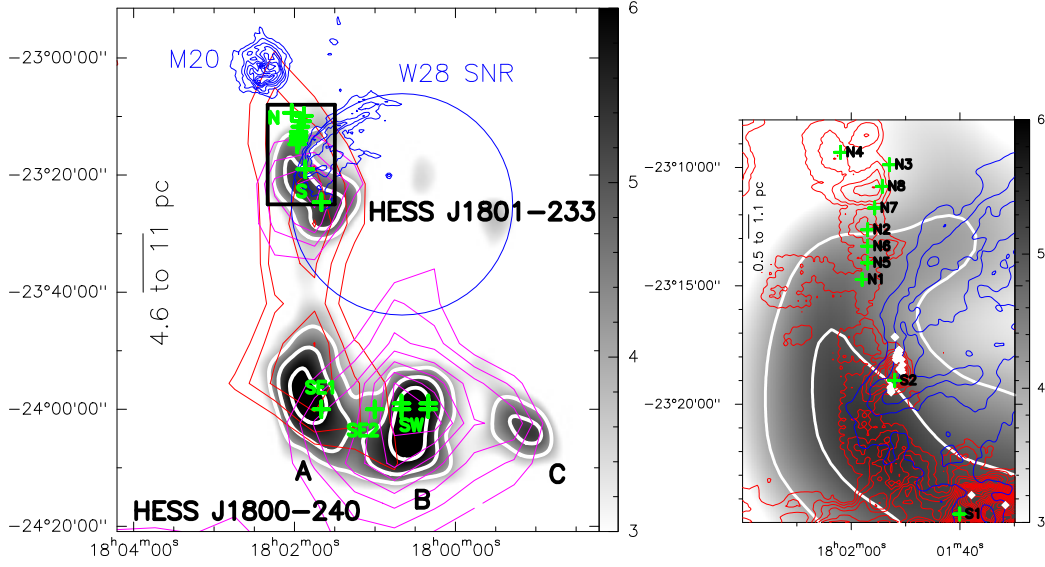 M20
W28 SNR
N
S
HESS J1801−233
4.6 to 11 pc
SE1
SE2
SW
A
B
C
HESS J1800−240
−23°00'00''
−23°10'00''
−23°20'00''
−23°40'00''
−24°00'00''
−24°20'00''
18ʰ04ᵐ00ˢ
18ʰ02ᵐ00ˢ
18ʰ00ᵐ00ˢ
6
5
4
3
N4
N3
N8
N7
N2
N6
N5
N1
S2
S1
0.5 to 1.1 pc
−23°10'00''
−23°15'00''
−23°20'00''
18ʰ02ᵐ00ˢ
01ᵐ40ˢ
6
5
4
3